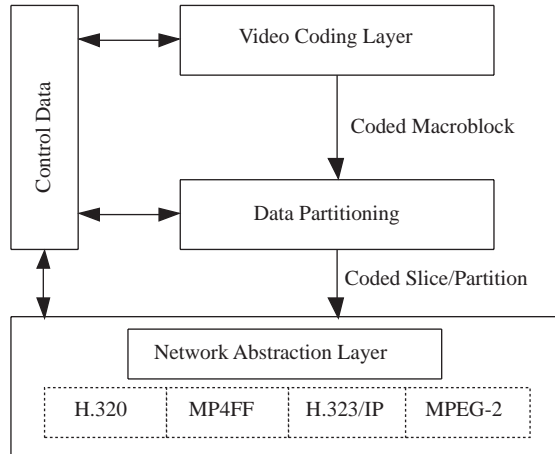 Video Coding Layer
Control Data
Coded Macroblock
Data Partitioning
Coded Slice/Partition
Network Abstraction Layer
H.320 MP4FF H.323/IP MPEG-2